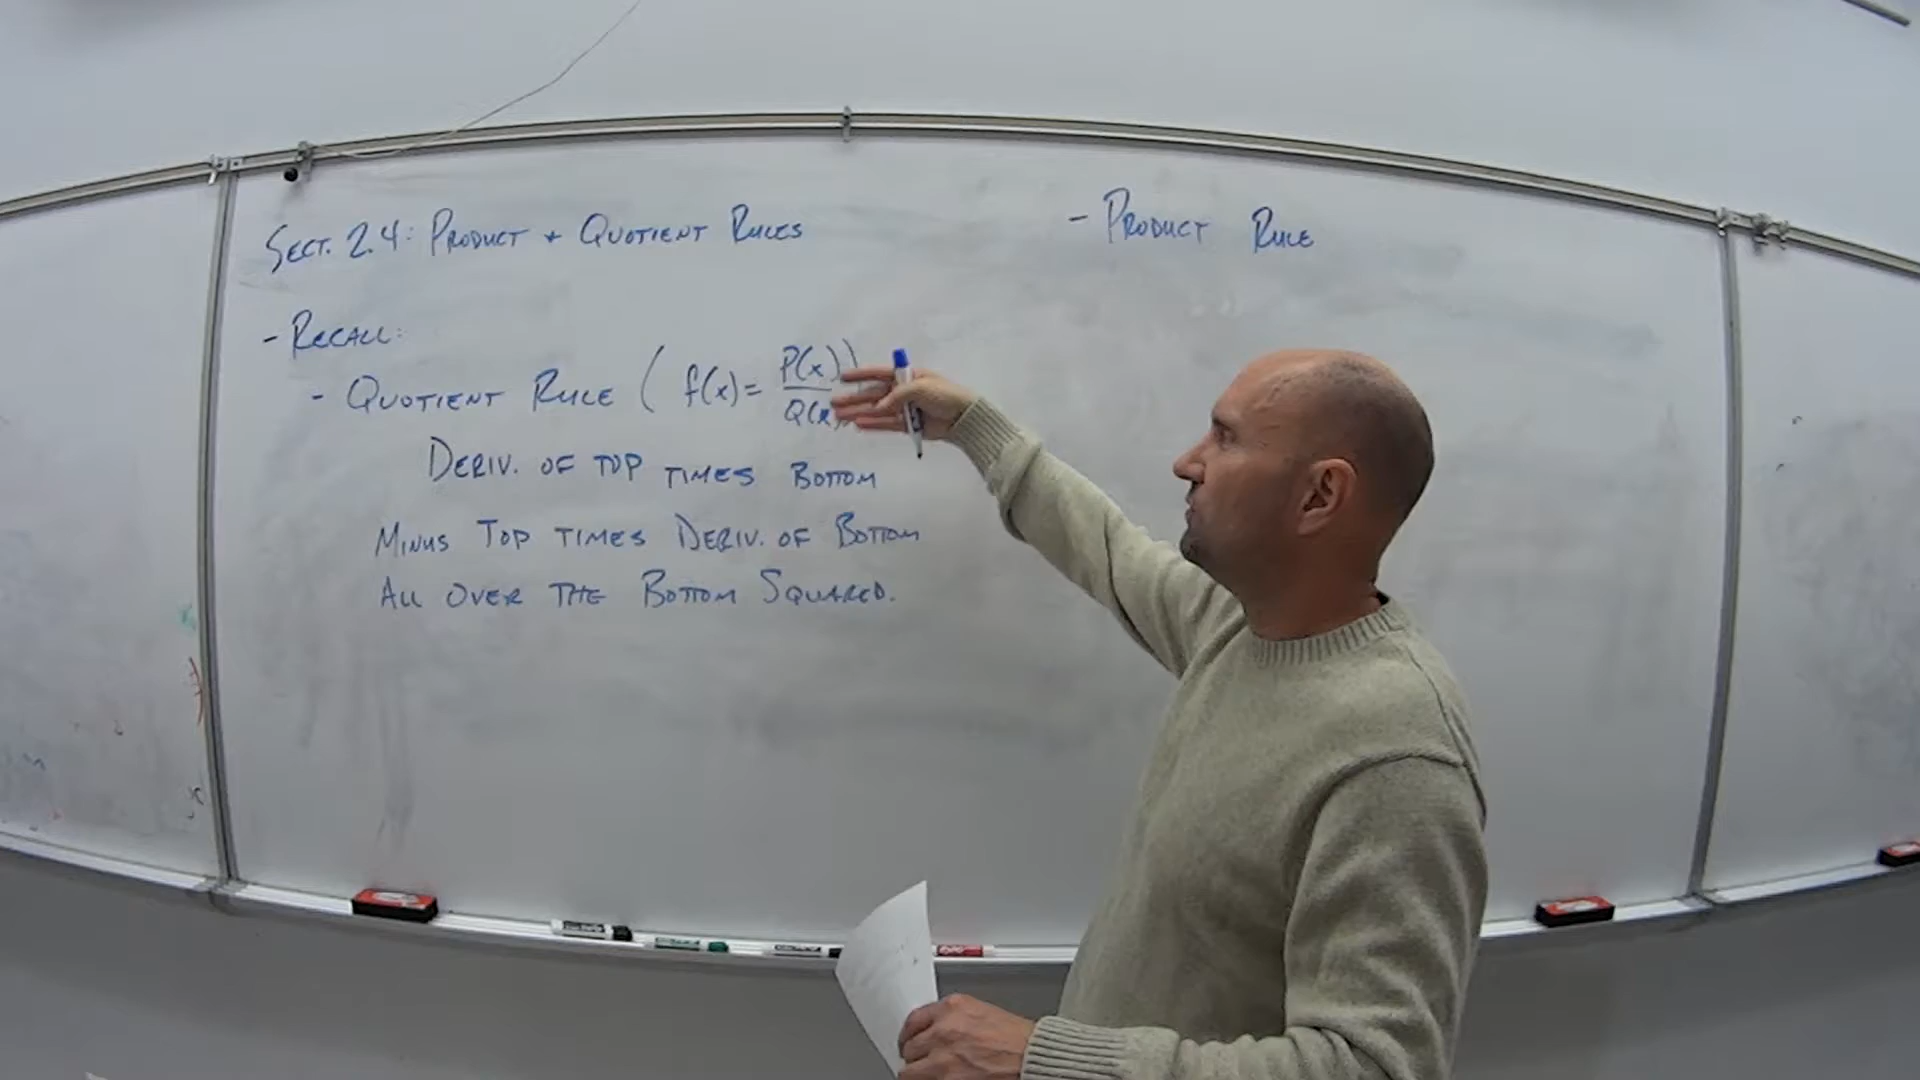 Sect. 2.4: Product + Quotient Rules
- Recall:
- Quotient Rule ( f(x) = P(x)/Q(x) )
Deriv. of top times Bottom
Minus Top times Deriv. of Bottom
All over the Bottom Squared.
- Product Rule